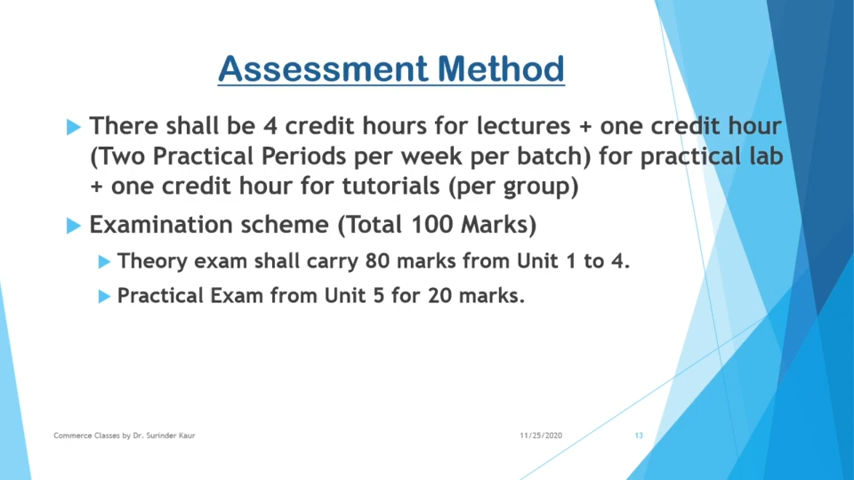 Assessment Method
There shall be 4 credit hours for lectures + one credit hour
(Two Practical Periods per week per batch) for practical lab
+ one credit hour for tutorials (per group)
Examination scheme (Total 100 Marks)
Theory exam shall carry 80 marks from Unit 1 to 4.
Practical Exam from Unit 5 for 20 marks.
Commerce Classes by Dr. Surinder Kaur 11/25/2020 13